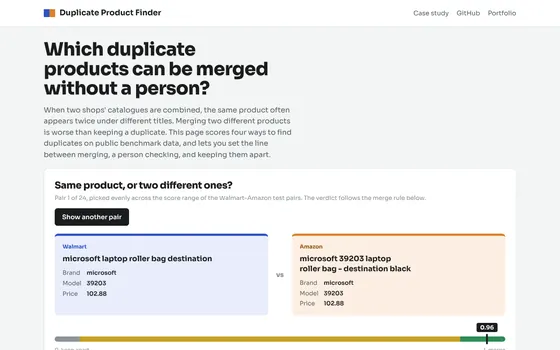 Duplicate Product Finder
Case study GitHub Portfolio
Which duplicate
products can be merged
without a person?
When two shops' catalogues are combined, the same product often
appears twice under different titles. Merging two different products
is worse than keeping a duplicate. This page scores four ways to find
duplicates on public benchmark data, and lets you set the line
between merging, a person checking, and keeping them apart.
Same product, or two different ones?
Pair 1 of 24, picked evenly across the score range of the Walmart-Amazon test pairs. The verdict follows the merge rule below.
Show another pair
Walmart
microsoft laptop roller bag destination
Brand microsoft
Model 39203
Price 102.88
vs
Amazon
microsoft 39203 laptop
roller bag - destination black
Brand microsoft
Model 39203
Price 102.88
0.96